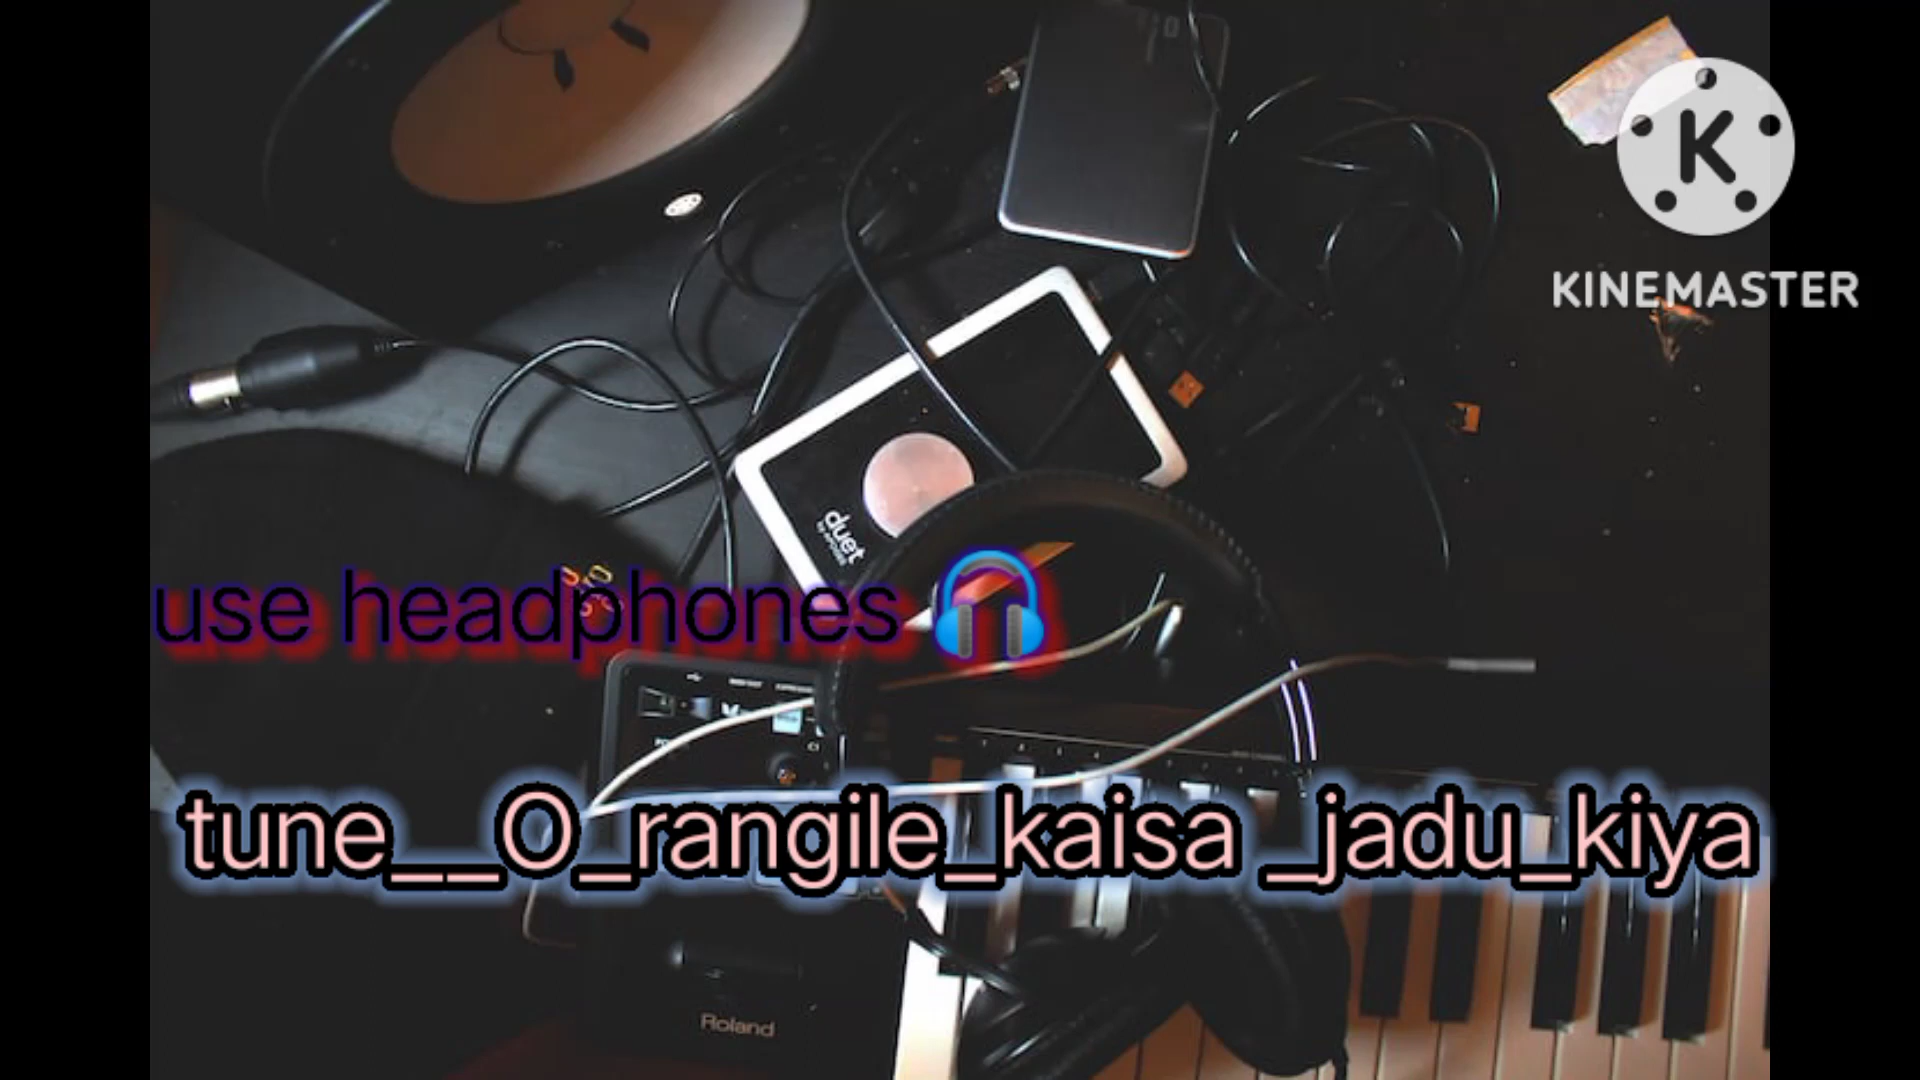 KINEMASTER
duet
use headphones 🎧
tune__O_rangile_kaisa _jadu_kiya
Roland